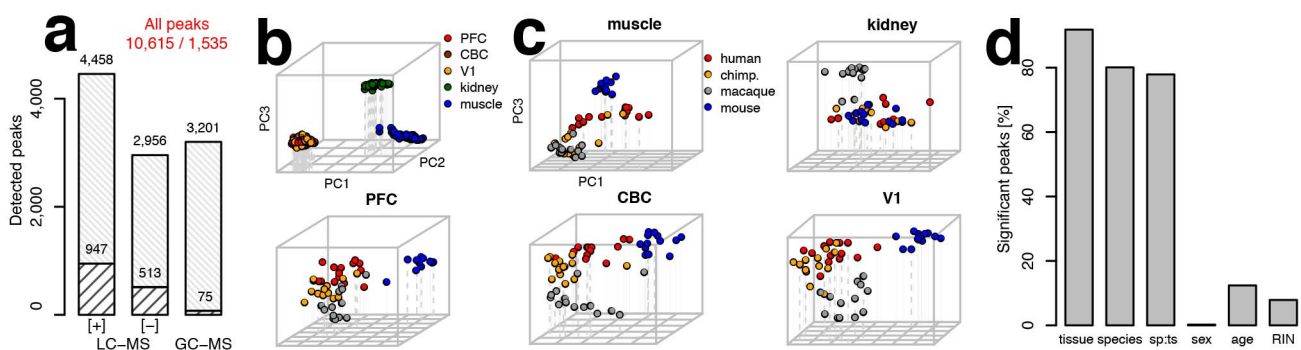 a
All peaks
10,615 / 1,535
Detected peaks
0
2,000
4,000
4,458
947
2,956
513
3,201
75
[+]
[−]
LC−MS
GC−MS
b
PC3
PC1
PC2
PFC
CBC
V1
kidney
muscle
PFC
c
muscle
kidney
PC3
PC1
human
chimp.
macaque
mouse
CBC
V1
d
Significant peaks [%]
0
20
40
60
80
tissue
species
sp:ts
sex
age
RIN